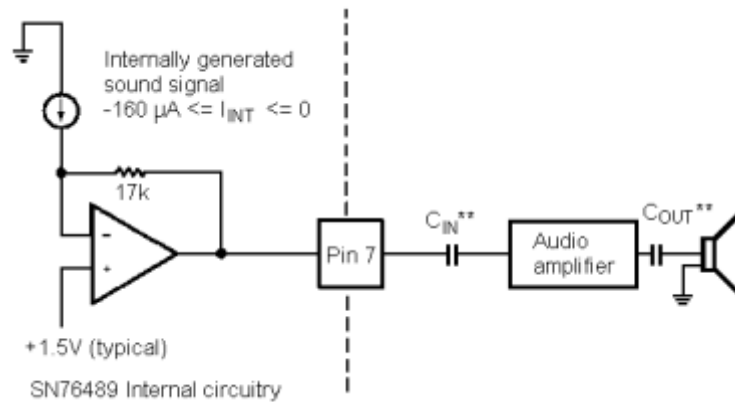 Internally generated
sound signal
-160 µA <= I_INT <= 0
17k
C_IN**
C_OUT**
-
+
Pin 7
Audio
amplifier
+1.5V (typical)
SN76489 Internal circuitry